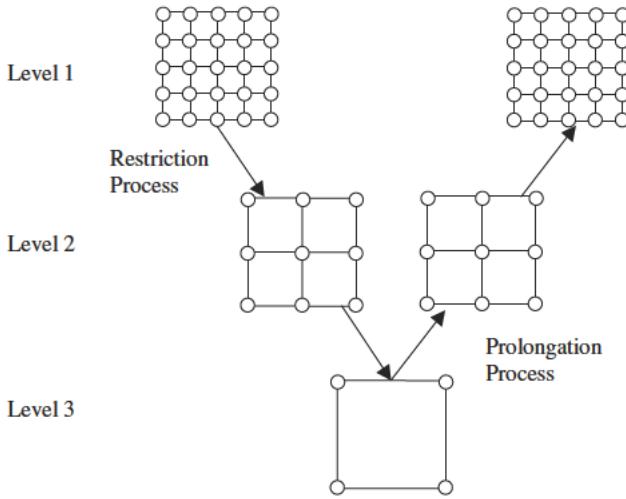 Level 1
Restriction
Process
Level 2
Prolongation
Process
Level 3